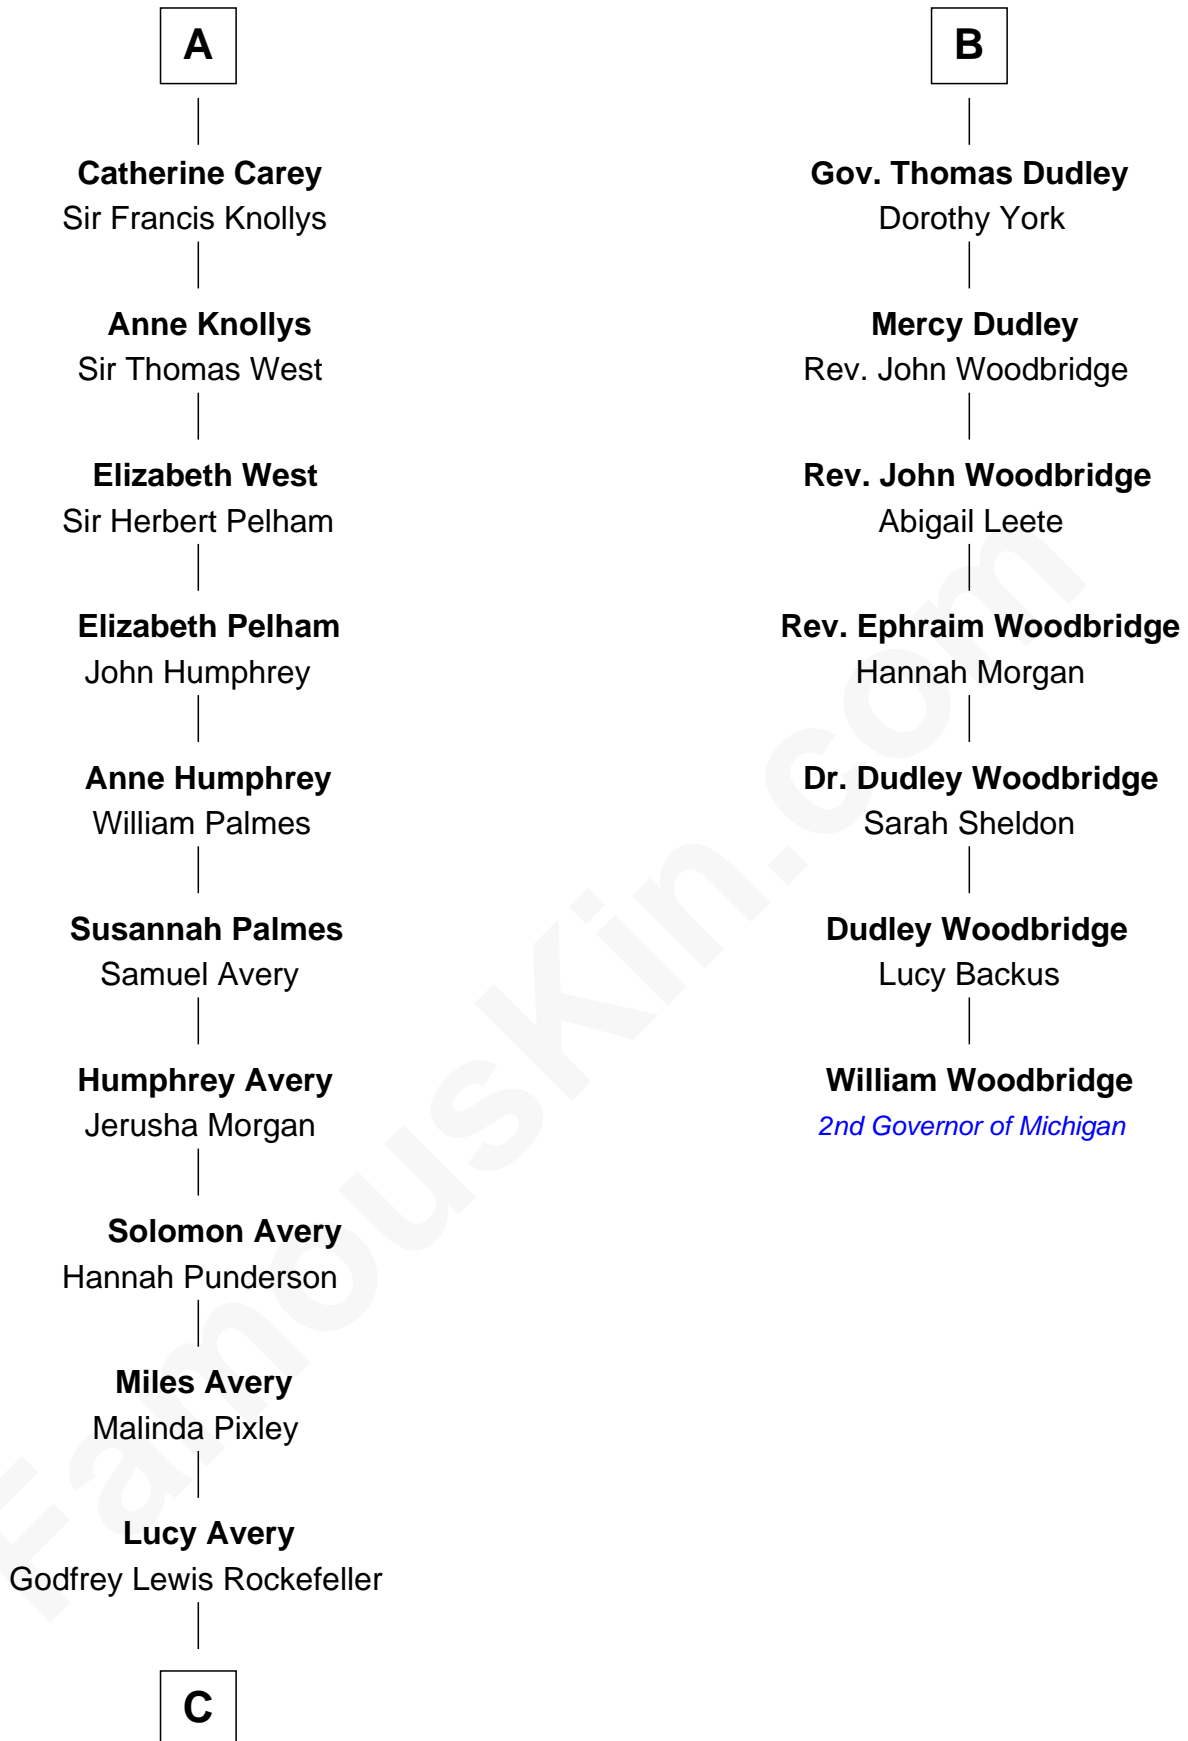 A
Catherine Carey
Sir Francis Knollys
Anne Knollys
Sir Thomas West
Elizabeth West
Sir Herbert Pelham
Elizabeth Pelham
John Humphrey
Anne Humphrey
William Palmes
Susannah Palmes
Samuel Avery
Humphrey Avery
Jerusha Morgan
Solomon Avery
Hannah Punderson
Miles Avery
Malinda Pixley
Lucy Avery
Godfrey Lewis Rockefeller
C
B
Gov. Thomas Dudley
Dorothy York
Mercy Dudley
Rev. John Woodbridge
Rev. John Woodbridge
Abigail Leete
Rev. Ephraim Woodbridge
Hannah Morgan
Dr. Dudley Woodbridge
Sarah Sheldon
Dudley Woodbridge
Lucy Backus
William Woodbridge
2nd Governor of Michigan
FamousKin.com